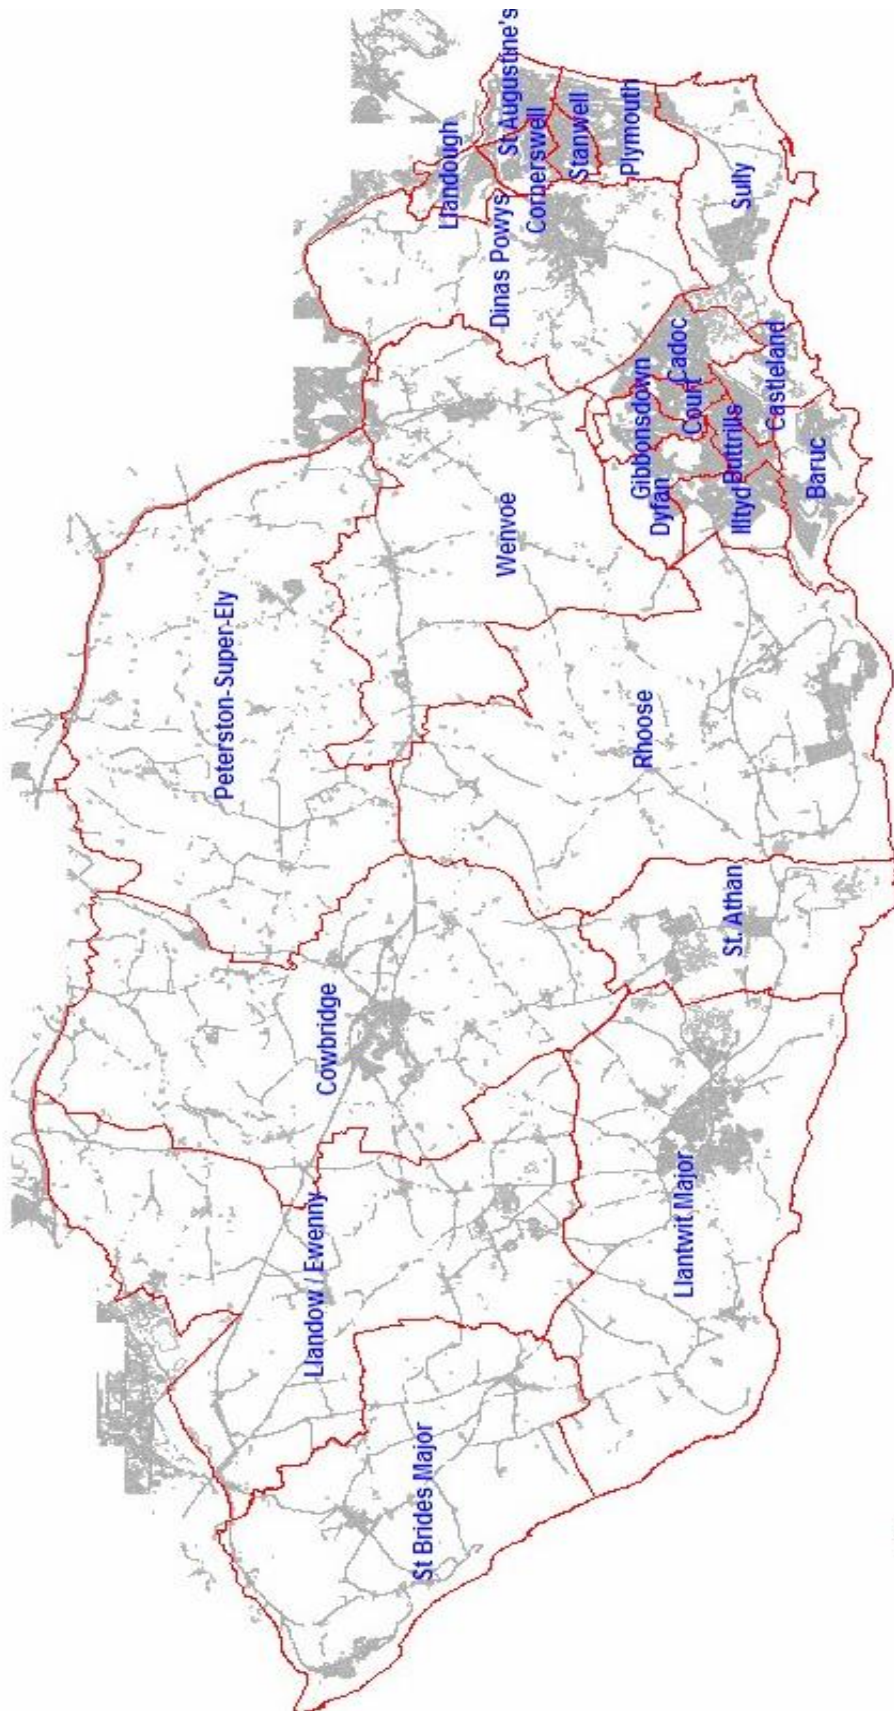 St Augustine's
Llandough
Cornerswell
Stanwell
Plymouth
Dinas Powys
Sully
Cadoc
Gibbonsdown
Court
Castleland
Buttrills
Dyfan
Illtyd
Baruc
Wenvoe
Peterston-Super-Ely
Rhoose
St. Athan
Cowbridge
Llantwit Major
Llandow / Ewenny
St Brides Major